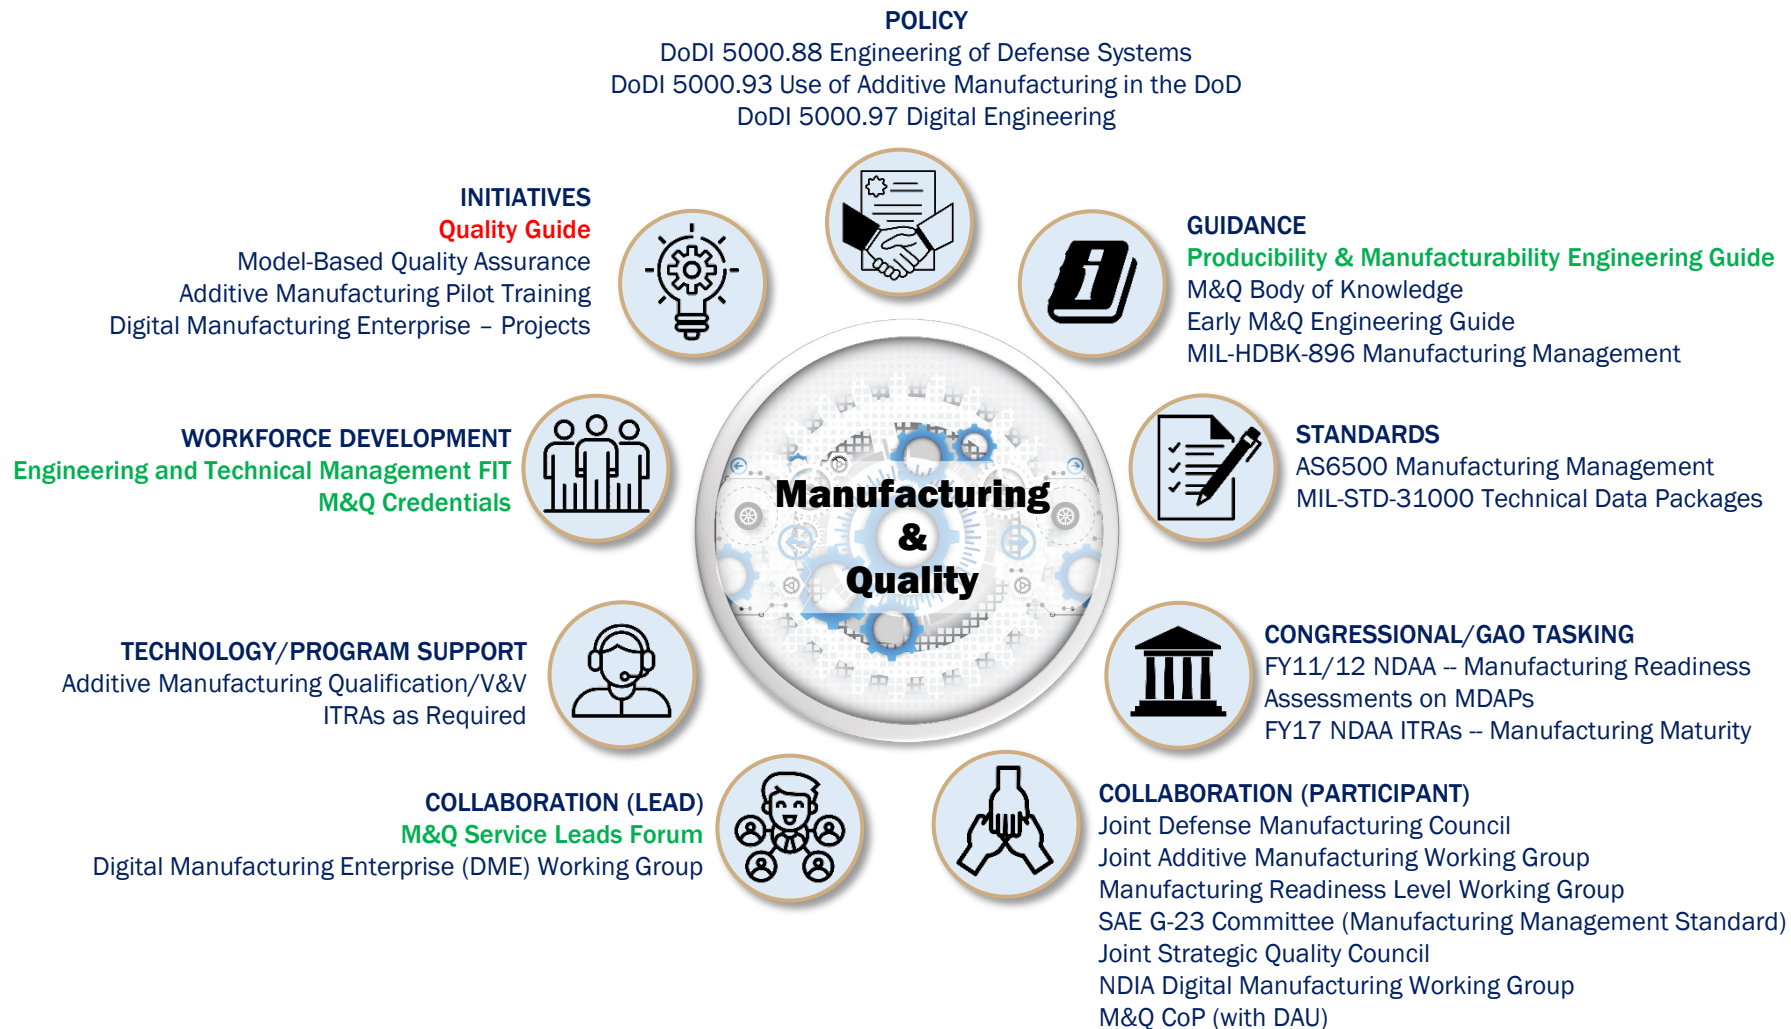 POLICY
DoDI 5000.88 Engineering of Defense Systems
DoDI 5000.93 Use of Additive Manufacturing in the DoD
DoDI 5000.97 Digital Engineering
INITIATIVES
Quality Guide
Model-Based Quality Assurance
Additive Manufacturing Pilot Training
Digital Manufacturing Enterprise – Projects
GUIDANCE
Producibility & Manufacturability Engineering Guide
M&Q Body of Knowledge
Early M&Q Engineering Guide
MIL-HDBK-896 Manufacturing Management
WORKFORCE DEVELOPMENT
Engineering and Technical Management FIT
M&Q Credentials
Manufacturing
&
Quality
STANDARDS
AS6500 Manufacturing Management
MIL-STD-31000 Technical Data Packages
TECHNOLOGY/PROGRAM SUPPORT
Additive Manufacturing Qualification/V&V
ITRAs as Required
CONGRESSIONAL/GAO TASKING
FY11/12 NDAA -- Manufacturing Readiness
Assessments on MDAPs
FY17 NDAA ITRAs -- Manufacturing Maturity
COLLABORATION (LEAD)
M&Q Service Leads Forum
Digital Manufacturing Enterprise (DME) Working Group
COLLABORATION (PARTICIPANT)
Joint Defense Manufacturing Council
Joint Additive Manufacturing Working Group
Manufacturing Readiness Level Working Group
SAE G-23 Committee (Manufacturing Management Standard)
Joint Strategic Quality Council
NDIA Digital Manufacturing Working Group
M&Q CoP (with DAU)